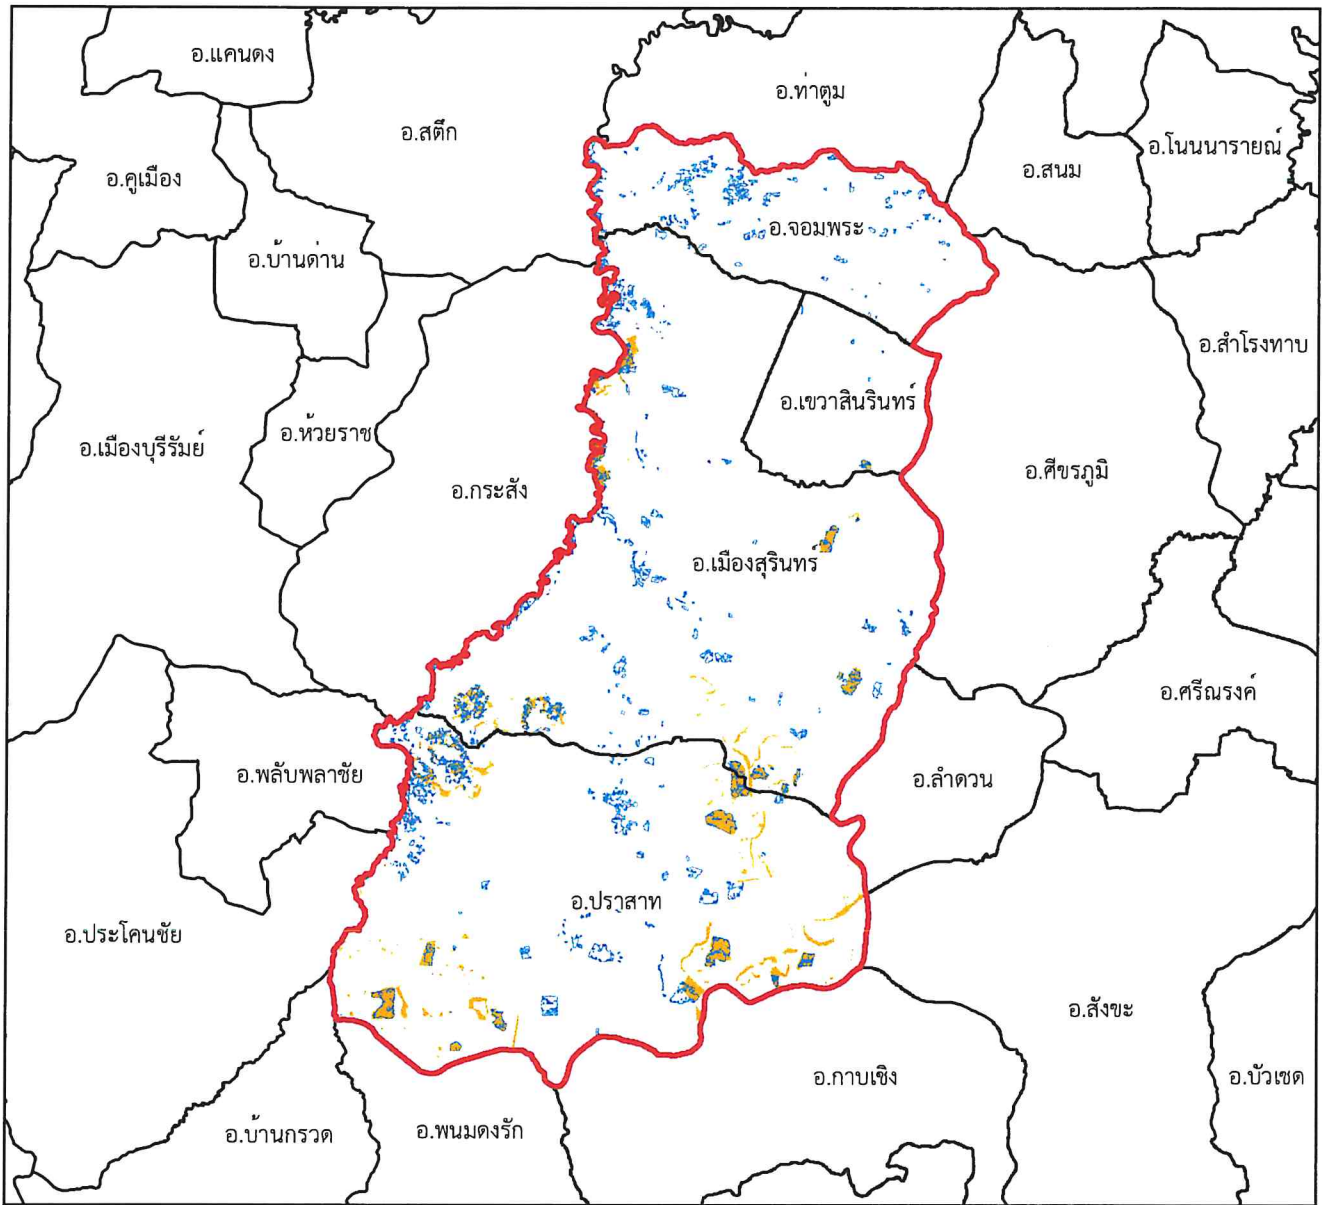 อ.แคนดง
อ.ท่าตูม
อ.สตึก
อ.โนนนารายณ์
อ.สนม
อ.คูเมือง
อ.จอมพระ
อ.บ้านด่าน
อ.สำโรงทาบ
อ.เขวาสินรินทร์
อ.ห้วยราช
อ.เมืองบุรีรัมย์
อ.ศีขรภูมิ
อ.กระสัง
อ.เมืองสุรินทร์
อ.ศรีณรงค์
อ.พลับพลาชัย
อ.ลำดวน
อ.ปราสาท
อ.ประโคนชัย
อ.สังขะ
อ.กาบเชิง
อ.บัวเชด
อ.บ้านกรวด
อ.พนมดงรัก